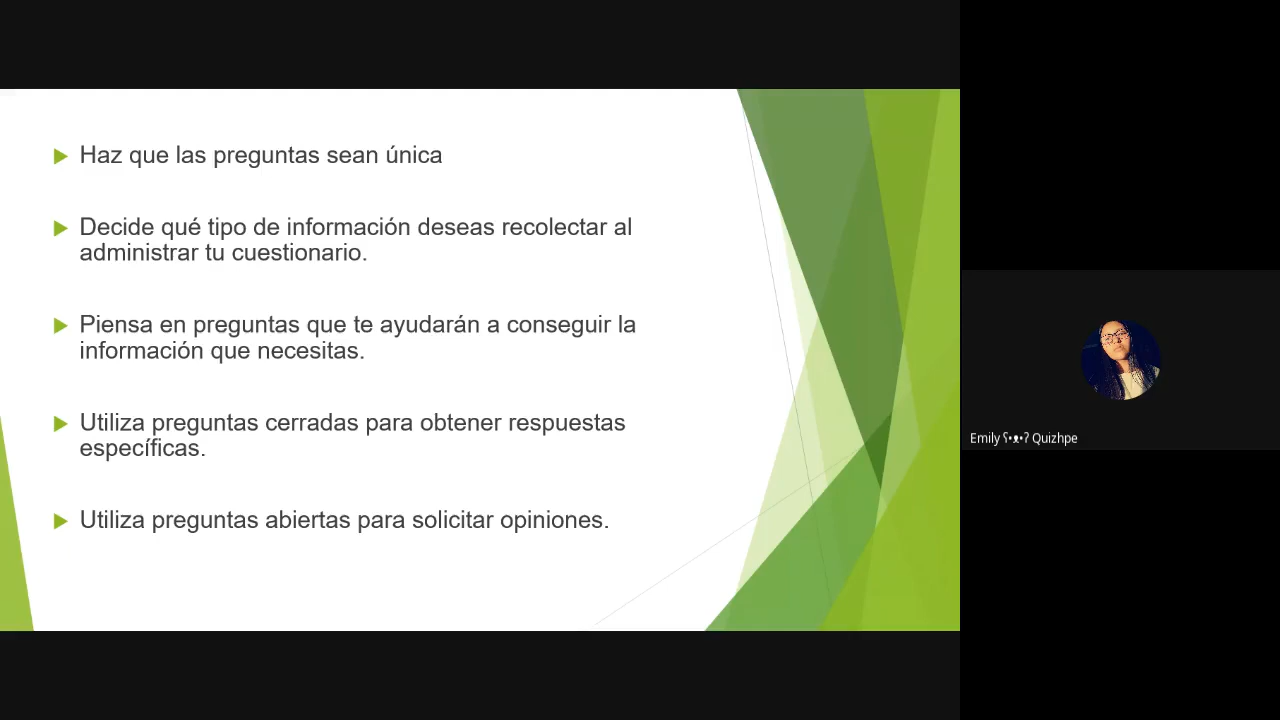 Haz que las preguntas sean única
Decide qué tipo de información deseas recolectar al
administrar tu cuestionario.
Piensa en preguntas que te ayudarán a conseguir la
información que necesitas.
Utiliza preguntas cerradas para obtener respuestas
específicas.
Utiliza preguntas abiertas para solicitar opiniones.
Emily ʕ•ᴥ•ʔ Quizhpe